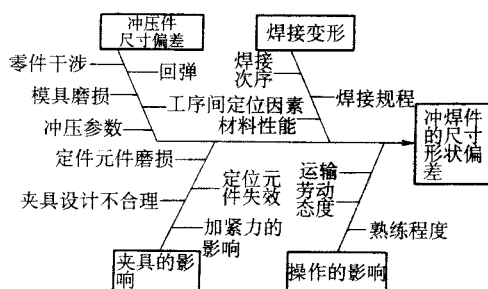 冲压件
尺寸偏差
焊接变形
零件干涉
回弹
焊接
次序
模具磨损
工序间定位因素
焊接规程
材料性能
冲压参数
冲焊件
的尺寸
形状偏
差
定件元件磨损
定位元
件失效
运输
劳动
态度
夹具设计不合理
加紧力的
影响
熟练程度
夹具的影
响
操作的影响